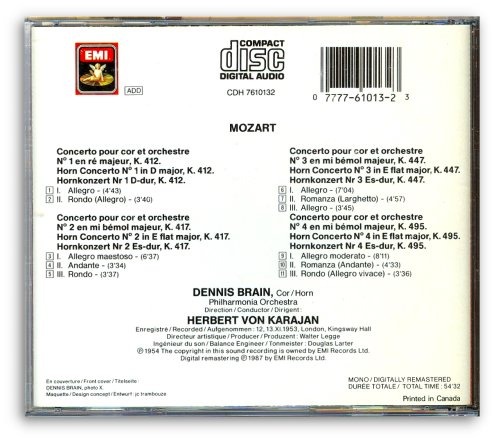 EMI
ADD
COMPACT
disc
DIGITAL AUDIO
CDH 7610132
0 7777-61013-2 3
MOZART
Concerto pour cor et orchestre
Nº 1 en ré majeur, K. 412.
Horn Concerto Nº 1 in D major, K. 412.
Hornkonzert Nr 1 D-dur, K. 412.
1 I. Allegro - (4'43)
2 II. Rondo (Allegro) - (3'40)
Concerto pour cor et orchestre
Nº 2 en mi bémol majeur, K. 417.
Horn Concerto Nº 2 in E flat major, K. 417.
Hornkonzert Nr 2 Es-dur, K. 417.
3 I. Allegro maestoso - (6'37)
4 II. Andante - (3'34)
5 III. Rondo - (3'37)
Concerto pour cor et orchestre
Nº 3 en mi bémol majeur, K. 447.
Horn Concerto Nº 3 in E flat major, K. 447.
Hornkonzert Nr 3 Es-dur, K. 447.
6 I. Allegro - (7'04)
7 II. Romanza (Larghetto) - (4'57)
8 III. Allegro - (3'45)
Concerto pour cor et orchestre
Nº 4 en mi bémol majeur, K. 495.
Horn Concerto Nº 4 in E flat major, K. 495.
Hornkonzert Nr 4 Es-dur, K. 495.
9 I. Allegro moderato - (8'11)
10 II. Romanza (Andante) - (4'33)
11 III. Rondo (Allegro vivace) - (3'36)
DENNIS BRAIN, Cor / Horn
Philharmonia Orchestra
Direction / Conductor / Dirigent :
HERBERT VON KARAJAN
Enregistré / Recorded / Aufgenommen : 12, 13.XI.1953, London, Kingsway Hall
Directeur artistique / Producer / Produzent : Walter Legge
Ingénieur du son / Balance Engineer / Tonmeister : Douglas Larter
℗ 1954 The copyright in this sound recording is owned by EMI Records Ltd.
Digital remastering ℗ 1987 by EMI Records Ltd.
En couverture / Front cover / Titelseite :
DENNIS BRAIN, photo X.
Maquette / Design concept / Entwurf : jc trambouze
MONO / DIGITALLY REMASTERED
DURÉE TOTALE / TOTAL TIME : 54'32
Printed in Canada